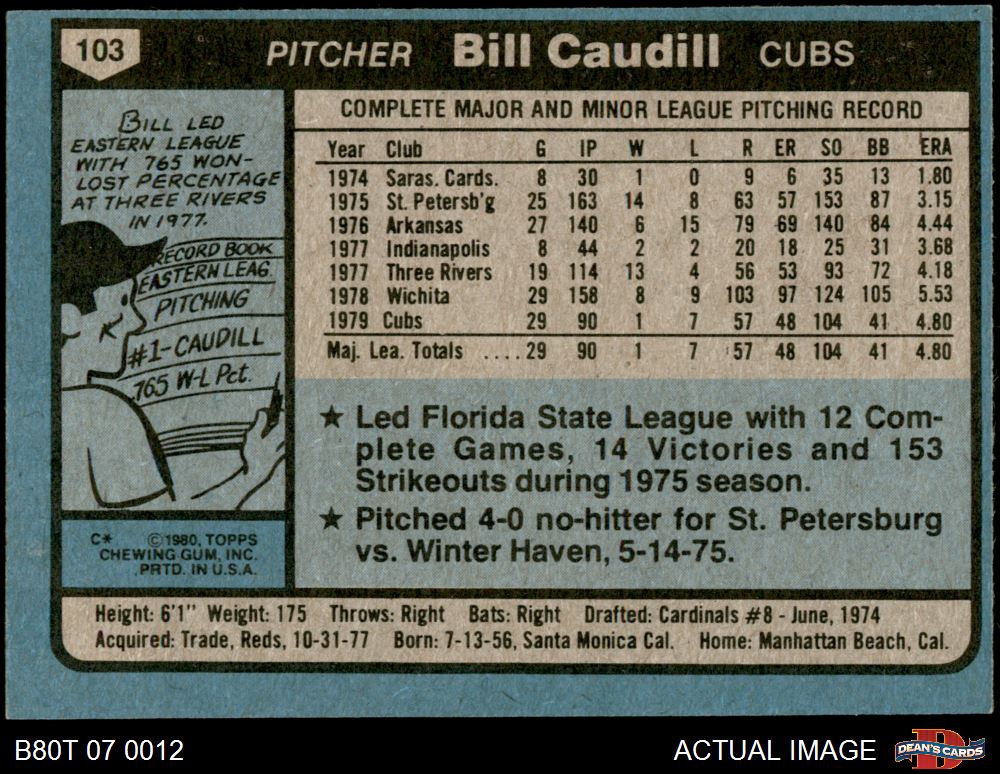 103 PITCHER Bill Caudill CUBS
BILL LED
EASTERN LEAGUE
WITH 765 WON-
LOST PERCENTAGE
AT THREE RIVERS
IN 1977.
RECORD BOOK
EASTERN LEAG.
PITCHING
#1-CAUDILL
.765 W-L Pct.
C* ©1980, TOPPS
CHEWING GUM, INC.
PRTD. IN U.S.A.
COMPLETE MAJOR AND MINOR LEAGUE PITCHING RECORD
Year Club G IP W L R ER SO BB ERA
1974 Saras. Cards. 8 30 1 0 9 6 35 13 1.80
1975 St. Petersb'g 25 163 14 8 63 57 153 87 3.15
1976 Arkansas 27 140 6 15 79 69 140 84 4.44
1977 Indianapolis 8 44 2 2 20 18 25 31 3.68
1977 Three Rivers 19 114 13 4 56 53 93 72 4.18
1978 Wichita 29 158 8 9 103 97 124 105 5.53
1979 Cubs 29 90 1 7 57 48 104 41 4.80
Maj. Lea. Totals ....29 90 1 7 57 48 104 41 4.80
★ Led Florida State League with 12 Com-
plete Games, 14 Victories and 153
Strikeouts during 1975 season.
★ Pitched 4-0 no-hitter for St. Petersburg
vs. Winter Haven, 5-14-75.
Height: 6'1" Weight: 175 Throws: Right Bats: Right Drafted: Cardinals #8 - June, 1974
Acquired: Trade, Reds, 10-31-77 Born: 7-13-56, Santa Monica Cal. Home: Manhattan Beach, Cal.
B80T 07 0012 ACTUAL IMAGE D DEAN'S CARDS